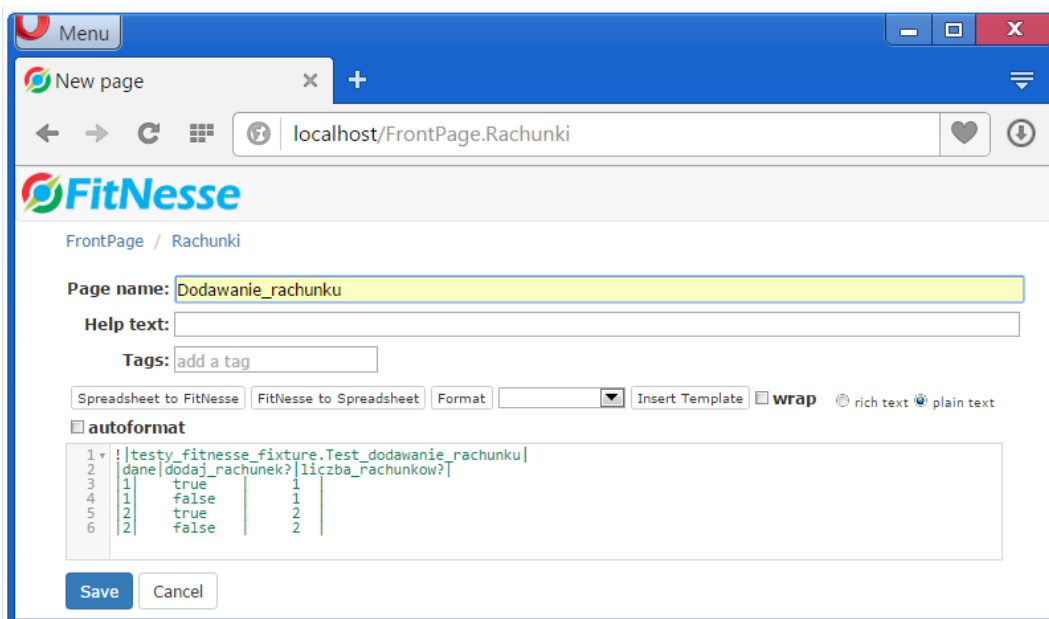 Menu
New page
localhost/FrontPage.Rachunki
FitNesse
FrontPage / Rachunki
Page name: Dodawanie_rachunku
Help text:
Tags: add a tag
Spreadsheet to FitNesse FitNesse to Spreadsheet Format Insert Template wrap rich text plain text
autoformat
1 !|testy_fitnesse_fixture.Test_dodawanie_rachunku|
2 |dane|dodaj_rachunek?|liczba_rachunkow?|
3 |1| true | 1 |
4 |1| false | 1 |
5 |2| true | 2 |
6 |2| false | 2 |
Save Cancel